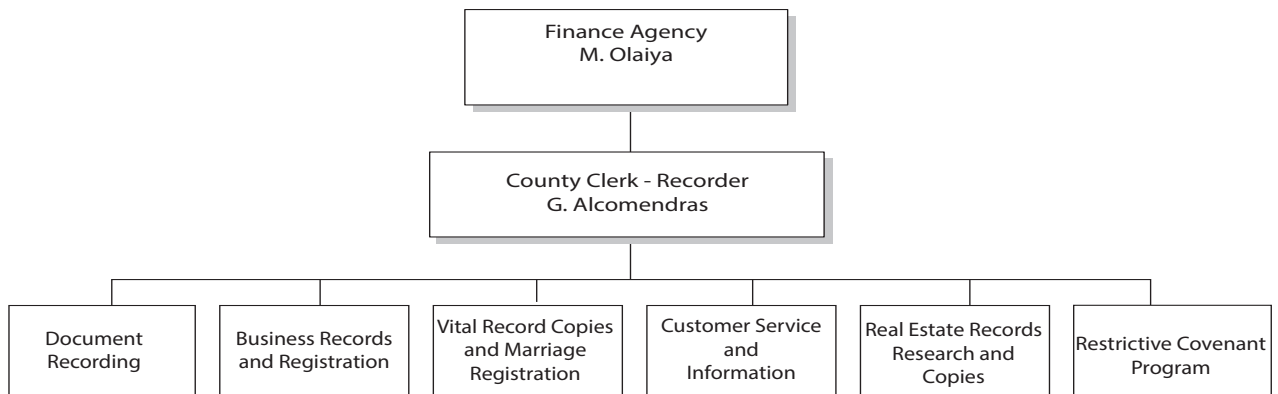 Finance Agency
M. Olaiya
County Clerk - Recorder
G. Alcomendras
Document
Recording
Business Records
and Registration
Vital Record Copies
and Marriage
Registration
Customer Service
and
Information
Real Estate Records
Research and
Copies
Restrictive Covenant
Program